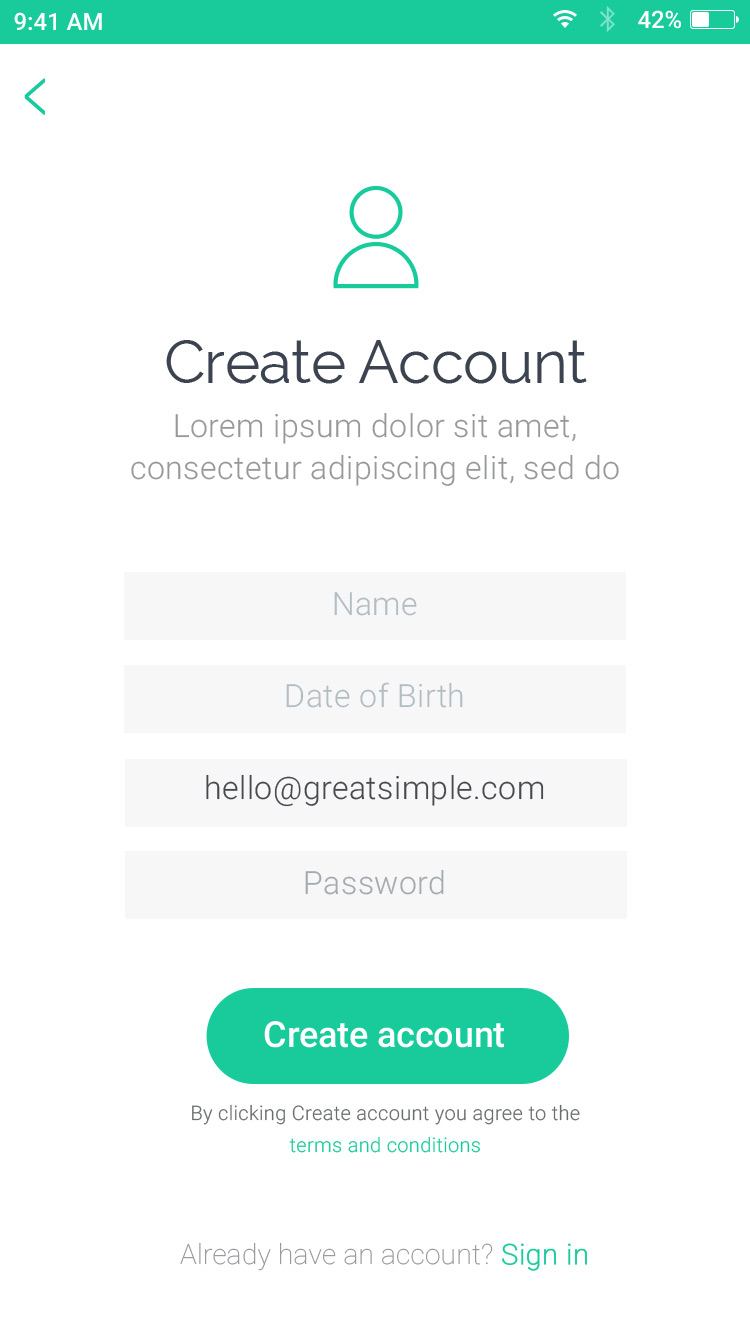 9:41 AM 42%
Create Account
Lorem ipsum dolor sit amet,
consectetur adipiscing elit, sed do
Name
Date of Birth
hello@greatsimple.com
Password
Create account
By clicking Create account you agree to the
terms and conditions
Already have an account? Sign in